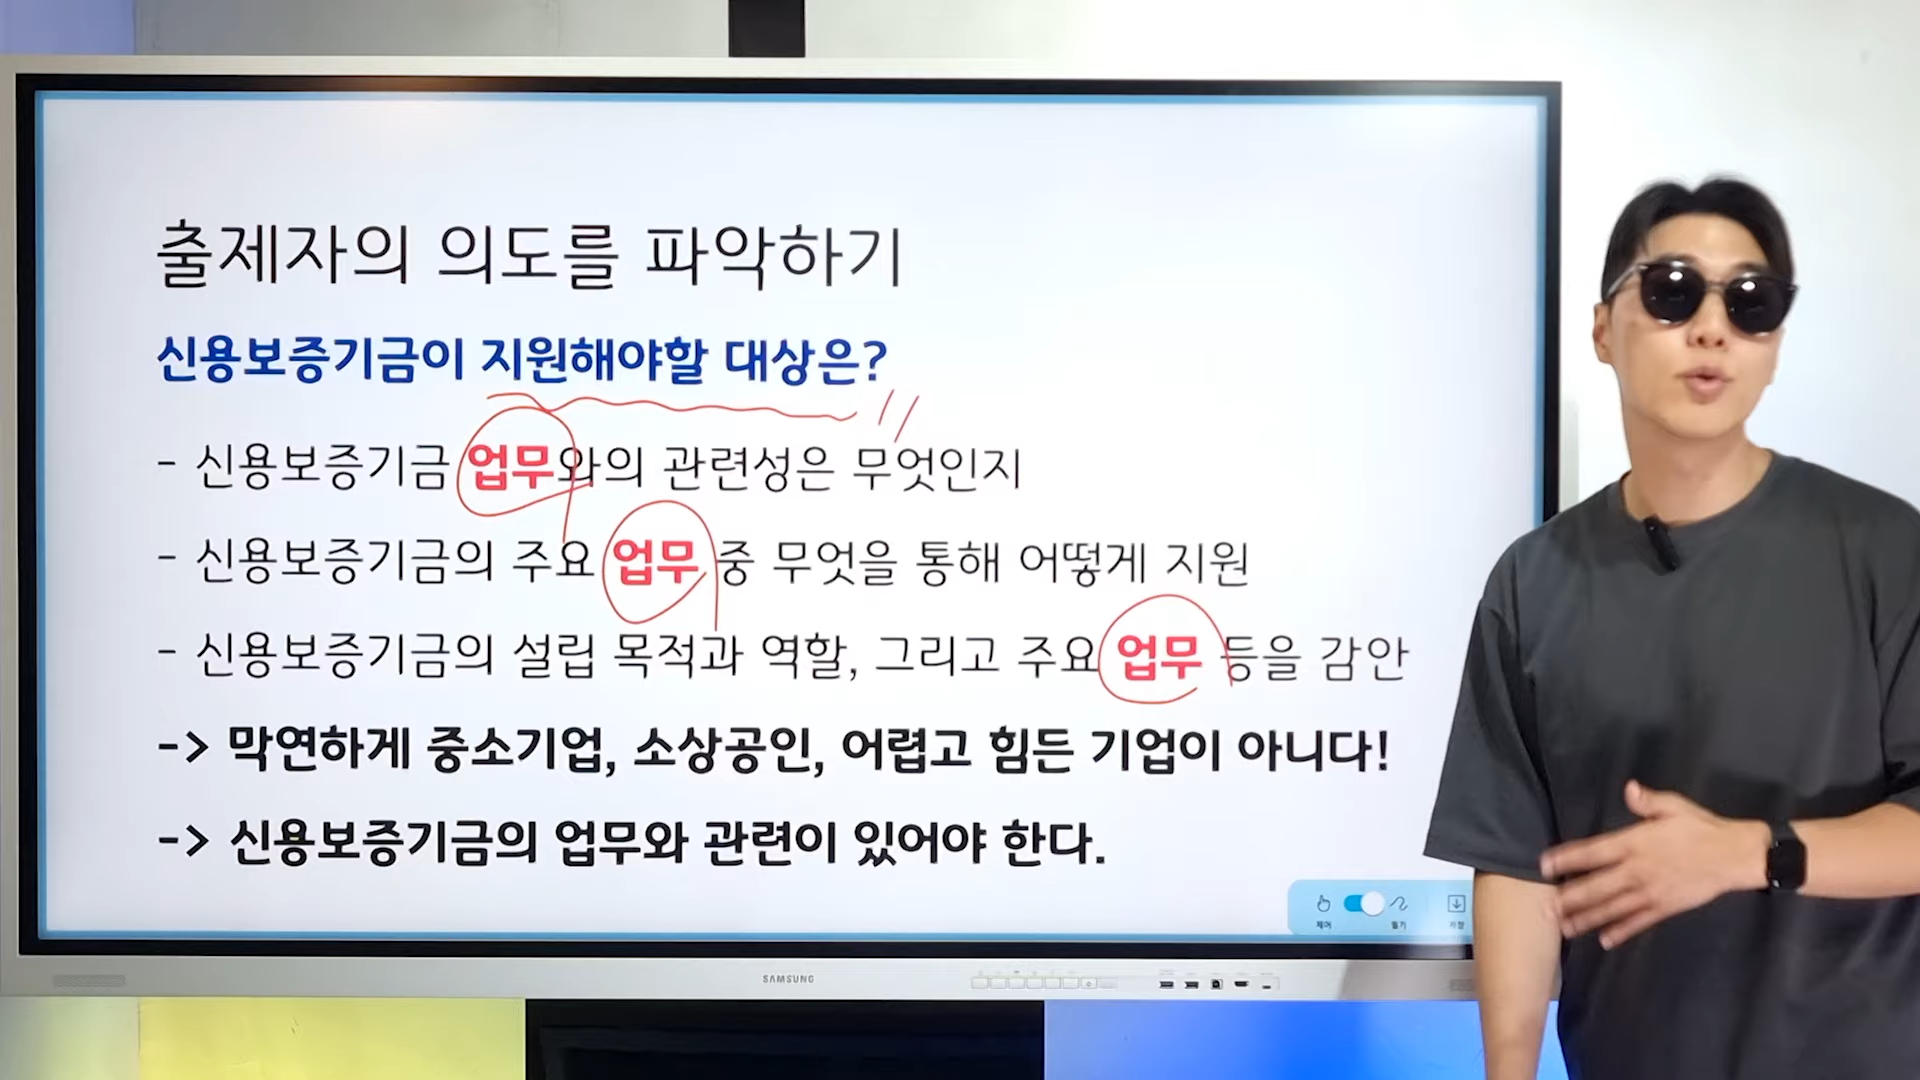 출제자의 의도를 파악하기
신용보증기금이 지원해야할 대상은?
- 신용보증기금 업무와의 관련성은 무엇인지
- 신용보증기금의 주요 업무 중 무엇을 통해 어떻게 지원
- 신용보증기금의 설립 목적과 역할, 그리고 주요 업무 등을 감안
-> 막연하게 중소기업, 소상공인, 어렵고 힘든 기업이 아니다!
-> 신용보증기금의 업무와 관련이 있어야 한다.
제어 필기 저장
SAMSUNG